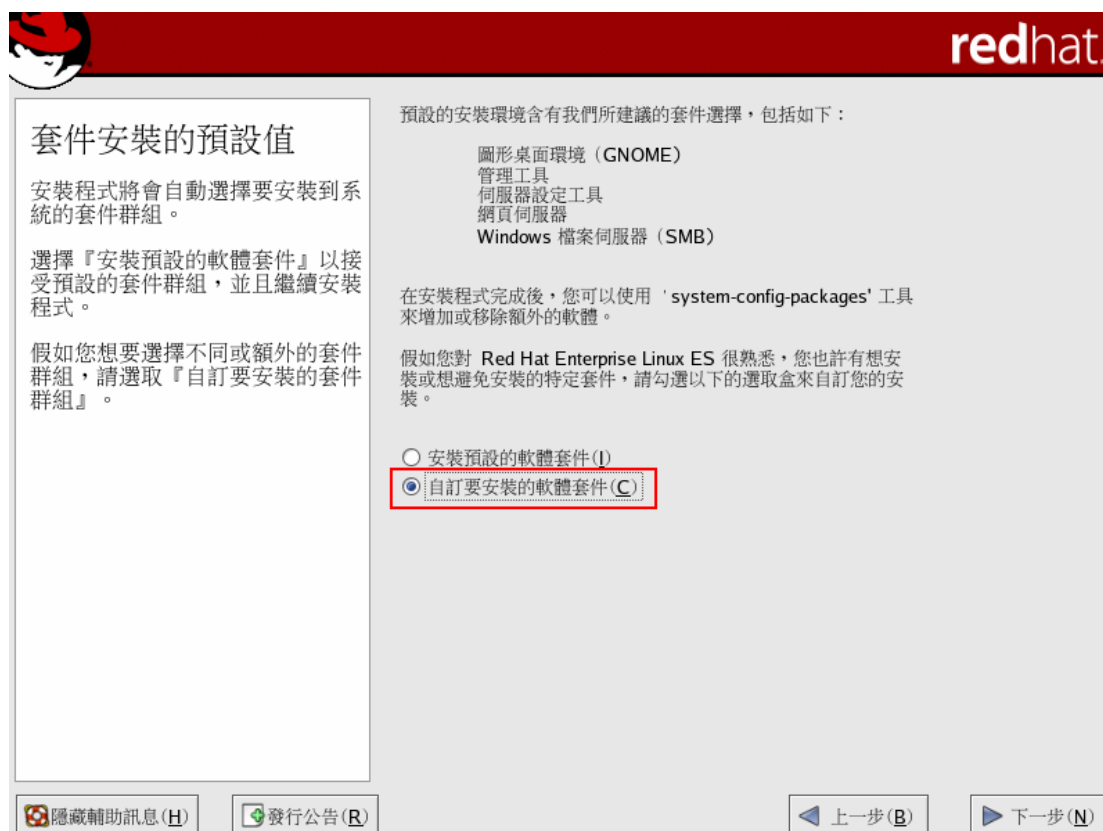 redhat.
套件安裝的預設值
安裝程式將會自動選擇要安裝到系
統的套件群組。
選擇『安裝預設的軟體套件』以接
受預設的套件群組，並且繼續安裝
程式。
假如您想要選擇不同或額外的套件
群組，請選取『自訂要安裝的套件
群組』。
預設的安裝環境含有我們所建議的套件選擇，包括如下：
圖形桌面環境（GNOME）
管理工具
伺服器設定工具
網頁伺服器
Windows 檔案伺服器（SMB）
在安裝程式完成後，您可以使用 'system-config-packages' 工具
來增加或移除額外的軟體。
假如您對 Red Hat Enterprise Linux ES 很熟悉，您也許有想安
裝或想避免安裝的特定套件，請勾選以下的選取盒來自訂您的安
裝。
安裝預設的軟體套件(I)
自訂要安裝的軟體套件(C)
隱藏輔助訊息(H) 發行公告(R) 上一步(B) 下一步(N)